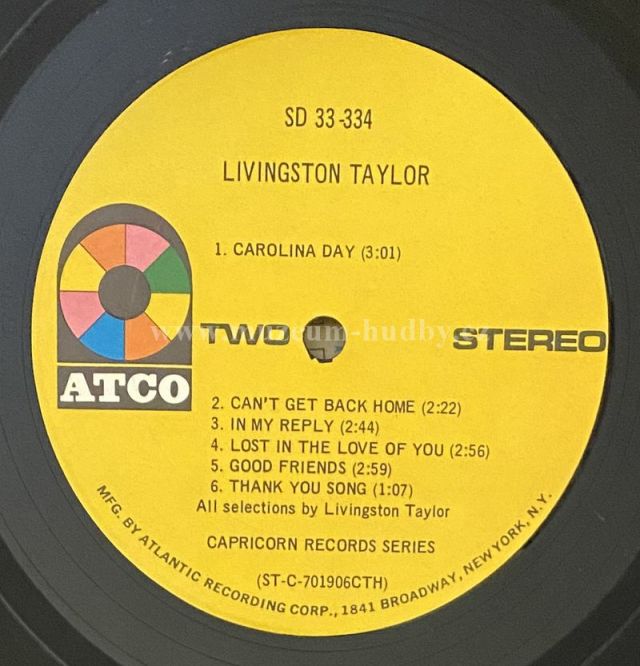 SD 33-334
LIVINGSTON TAYLOR
1. CAROLINA DAY (3:01)
TWO
STEREO
ATCO
2. CAN'T GET BACK HOME (2:22)
3. IN MY REPLY (2:44)
4. LOST IN THE LOVE OF YOU (2:56)
5. GOOD FRIENDS (2:59)
6. THANK YOU SONG (1:07)
All selections by Livingston Taylor
CAPRICORN RECORDS SERIES
(ST-C-701906CTH)
MFG. BY ATLANTIC RECORDING CORP., 1841 BROADWAY, NEW YORK, N.Y.